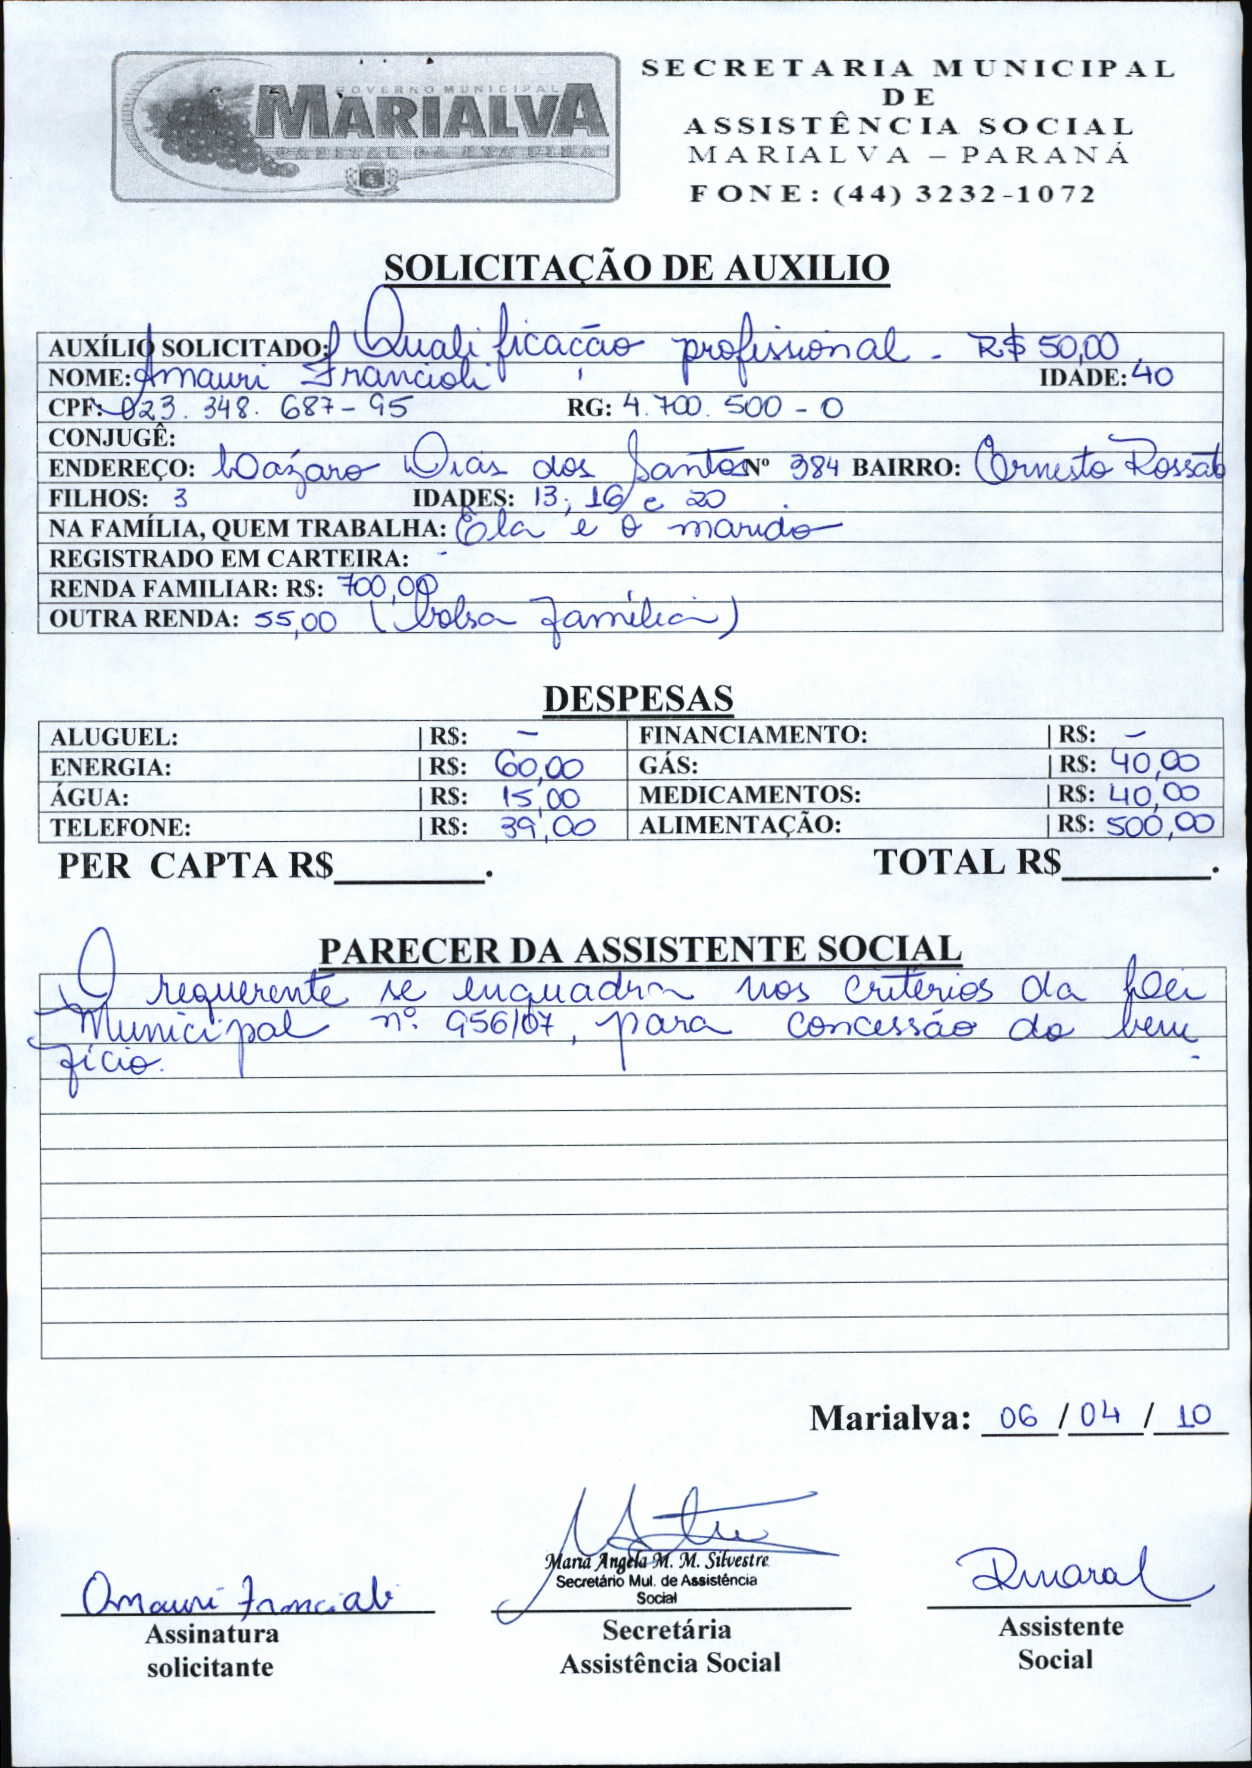 GOVERNO MUNICIPAL
MARIALVA
CAPITAL DA UVA FINA
SECRETARIA MUNICIPAL
DE
ASSISTÊNCIA SOCIAL
MARIALVA – PARANÁ
FONE: (44) 3232-1072
SOLICITAÇÃO DE AUXILIO
AUXÍLIO SOLICITADO: Qualificação profissional - R$ 50,00
NOME: Amauri Francioli IDADE: 40
CPF: 023.348.687-95 RG: 4.700.500-0
CONJUGÊ:
ENDEREÇO: Lázaro Dias dos Santos Nº 384 BAIRRO: Ernesto Rossato
FILHOS: 3 IDADES: 13, 16 e 20
NA FAMÍLIA, QUEM TRABALHA: Ela e o marido
REGISTRADO EM CARTEIRA: -
RENDA FAMILIAR: R$: 700,00
OUTRA RENDA: 55,00 (bolsa família)
DESPESAS
ALUGUEL: R$: - FINANCIAMENTO: R$: -
ENERGIA: R$: 60,00 GÁS: R$: 40,00
ÁGUA: R$: 15,00 MEDICAMENTOS: R$: 40,00
TELEFONE: R$: 39,00 ALIMENTAÇÃO: R$: 500,00
PER CAPTA R$________. TOTAL R$________.
PARECER DA ASSISTENTE SOCIAL
O requerente se enquadra nos critérios da Lei
Municipal nº. 956/07, para concessão do bene
fício.
Marialva: 06/04/10
Maria Angela M. M. Silvestre
Secretário Mul. de Assistência
Social
Amauri Francioli
Amaral
Assinatura
solicitante
Secretária
Assistência Social
Assistente
Social